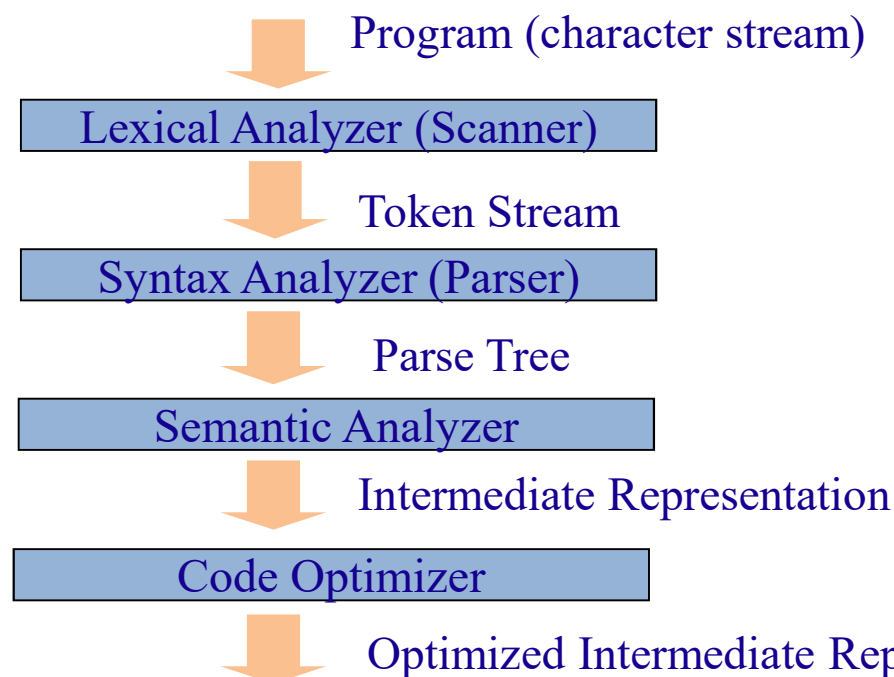 Program (character stream)
Lexical Analyzer (Scanner)
Token Stream
Syntax Analyzer (Parser)
Parse Tree
Semantic Analyzer
Intermediate Representation
Code Optimizer
Optimized Intermediate Rep